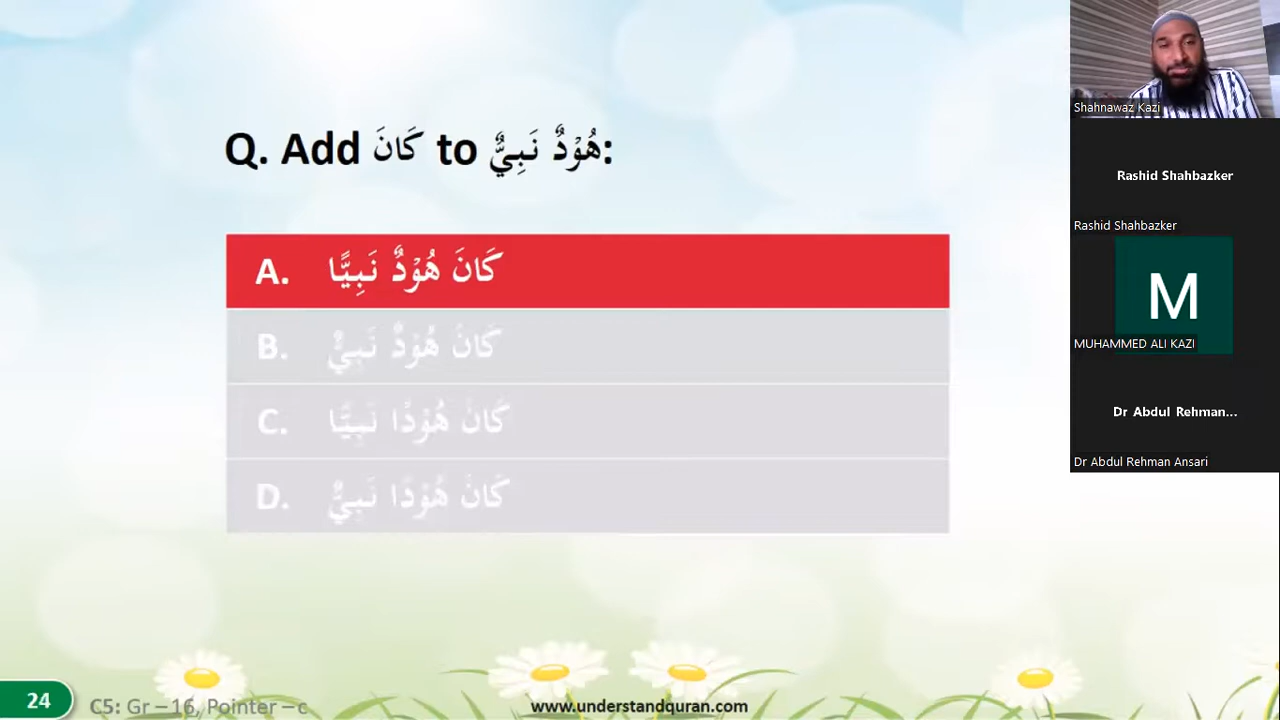 Q. Add كَانَ to هُوْدٌ نَبِيٌّ:
A. كَانَ هُوْدٌ نَبِيًّا
B. كَانَ هُوْدٌ نَبِيٌّ
C. كَانَ هُوْدًا نَبِيًّا
D. كَانَ هُوْدًا نَبِيٌّ
24
C5: Gr – 16, Pointer – c
www.understandquran.com
Shahnawaz Kazi
Rashid Shahbazker
Rashid Shahbazker
M
MUHAMMED ALI KAZI
Dr Abdul Rehman...
Dr Abdul Rehman Ansari